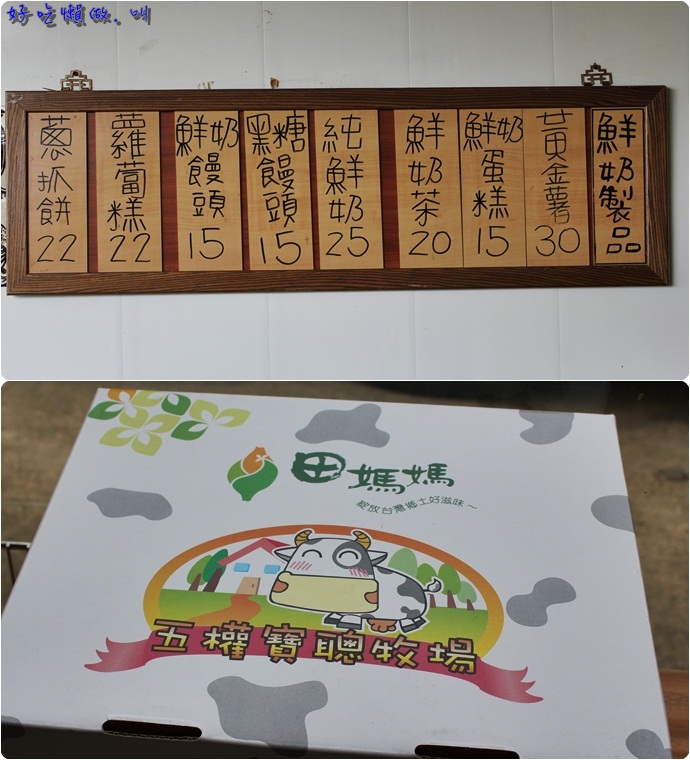 好吃懶做.叫
鮮奶製品
黃金薯 30
鮮奶蛋糕 15
鮮奶茶 20
純鮮奶 25
黑糖饅頭 15
鮮奶饅頭 15
蘿蔔糕 22
蔥抓餅 22
田媽媽
綻放台灣鄉土好滋味~
五權寶聰牧場